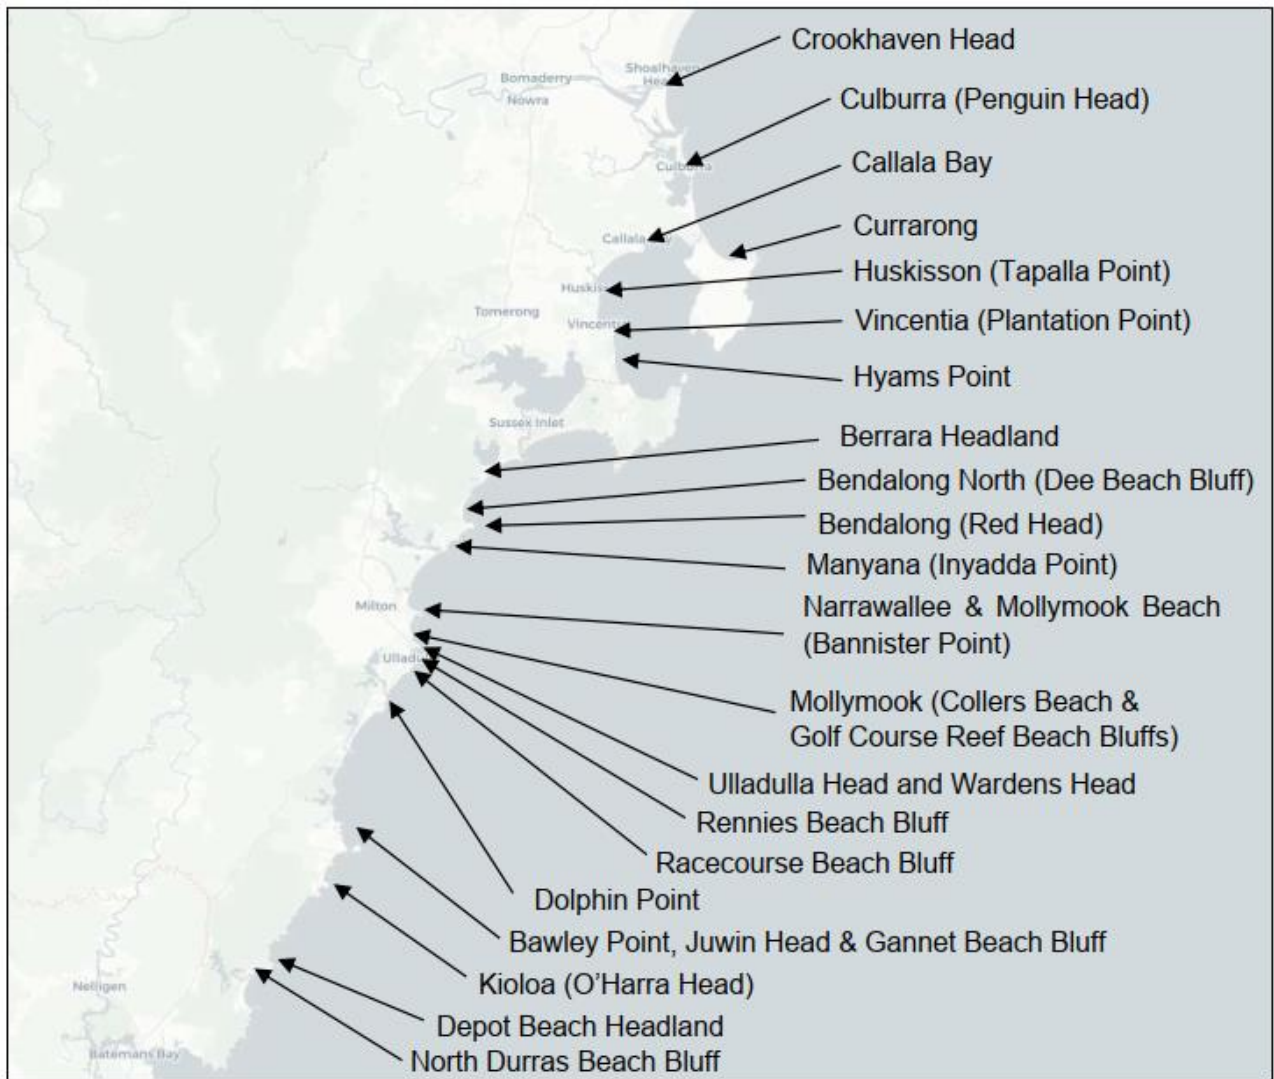 Crookhaven Head
Shoalhaven
Bomaderry
Nowra
Culburra (Penguin Head)
Callala Bay
Culburra
Currarong
Callala
Huskisson (Tapalla Point)
Tomerong
Vincentia (Plantation Point)
Hyams Point
Sussex Inlet
Berrara Headland
Bendalong North (Dee Beach Bluff)
Bendalong (Red Head)
Manyana (Inyadda Point)
Milton
Narrawallee & Mollymook Beach
(Bannister Point)
Mollymook (Collers Beach &
Golf Course Reef Beach Bluffs)
Ulladulla Head and Wardens Head
Rennies Beach Bluff
Racecourse Beach Bluff
Dolphin Point
Bawley Point, Juwin Head & Gannet Beach Bluff
Kioloa (O'Harra Head)
Nelligen
Depot Beach Headland
North Durras Beach Bluff
Batemans Bay